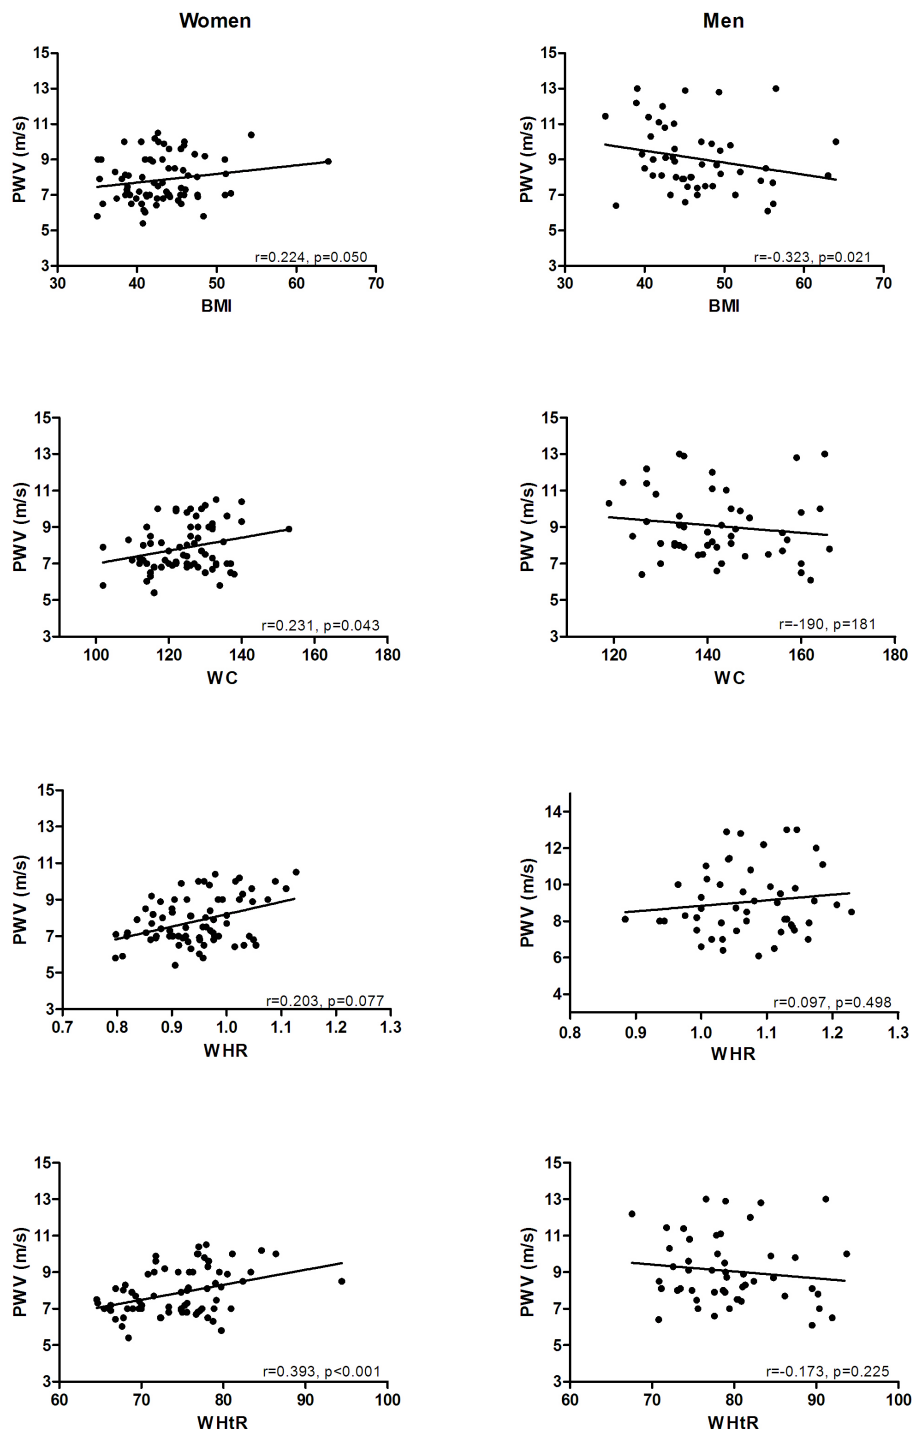 Women Men
15 15
13 13
11 11
9 9
7 7
5 5
3 3
PWV (m/s) PWV (m/s)
r=0.224, p=0.050 r=-0.323, p=0.021
30 40 50 60 70 30 40 50 60 70
BMI BMI
15 15
13 13
11 11
9 9
7 7
5 5
3 3
PWV (m/s) PWV (m/s)
r=0.231, p=0.043 r=-190, p=181
100 120 140 160 180 120 140 160 180
WC WC
15 14
13 12
11 10
9 8
7 6
5 4
3
PWV (m/s) PWV (m/s)
r=0.203, p=0.077 r=0.097, p=0.498
0.7 0.8 0.9 1.0 1.1 1.2 1.3 0.8 0.9 1.0 1.1 1.2 1.3
WHR WHR
15 15
13 13
11 11
9 9
7 7
5 5
3 3
PWV (m/s) PWV (m/s)
r=0.393, p<0.001 r=-0.173, p=0.225
60 70 80 90 100 60 70 80 90 100
WHtR WHtR